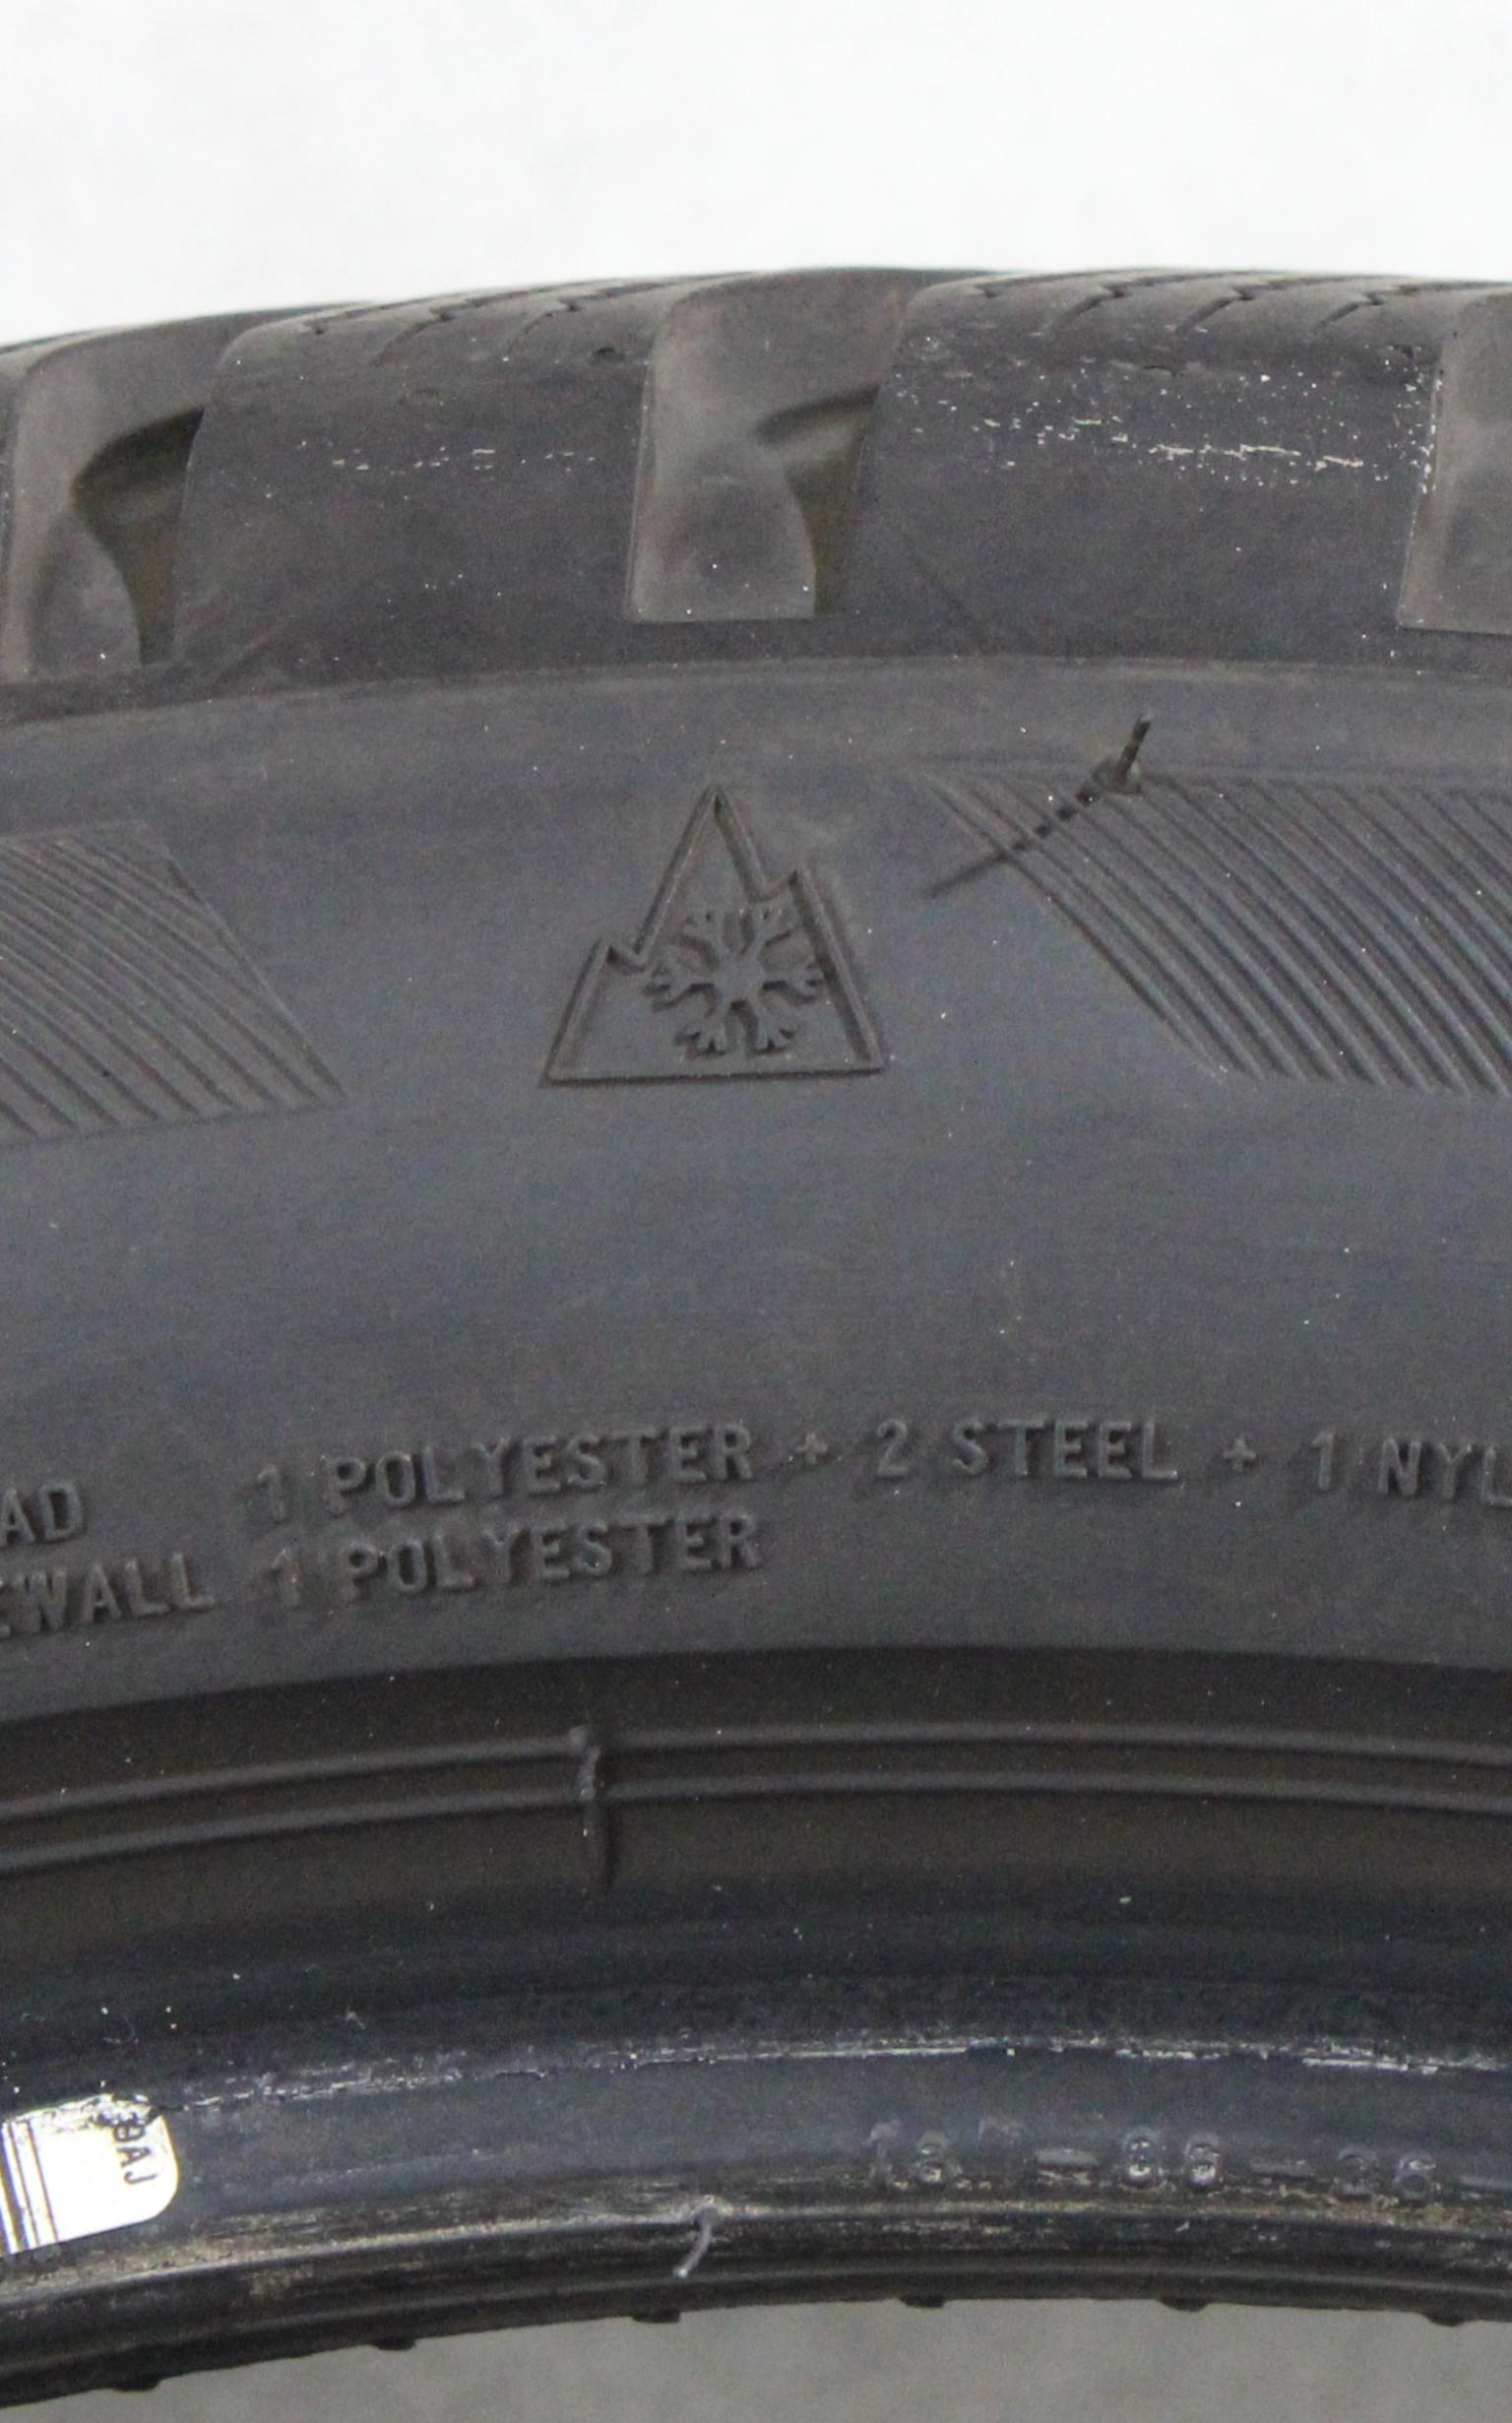 AD 1 POLYESTER + 2 STEEL + 1 NYL
EWALL 1 POLYESTER